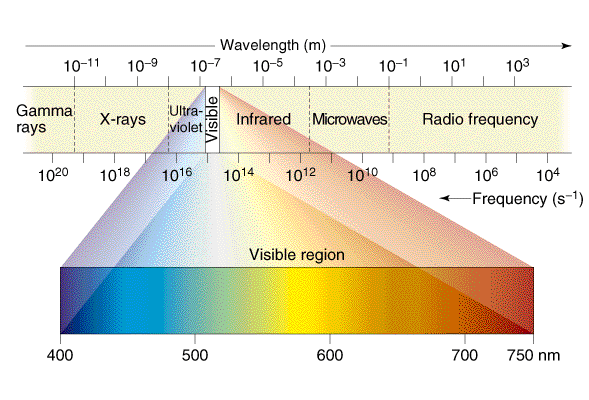 Wavelength (m)
10⁻¹¹ 10⁻⁹ 10⁻⁷ 10⁻⁵ 10⁻³ 10⁻¹ 10¹ 10³
Gamma
rays
X-rays
Ultra-
violet
Visible
Infrared
Microwaves
Radio frequency
10²⁰ 10¹⁸ 10¹⁶ 10¹⁴ 10¹² 10¹⁰ 10⁸ 10⁶ 10⁴
Frequency (s⁻¹)
Visible region
400 500 600 700 750 nm